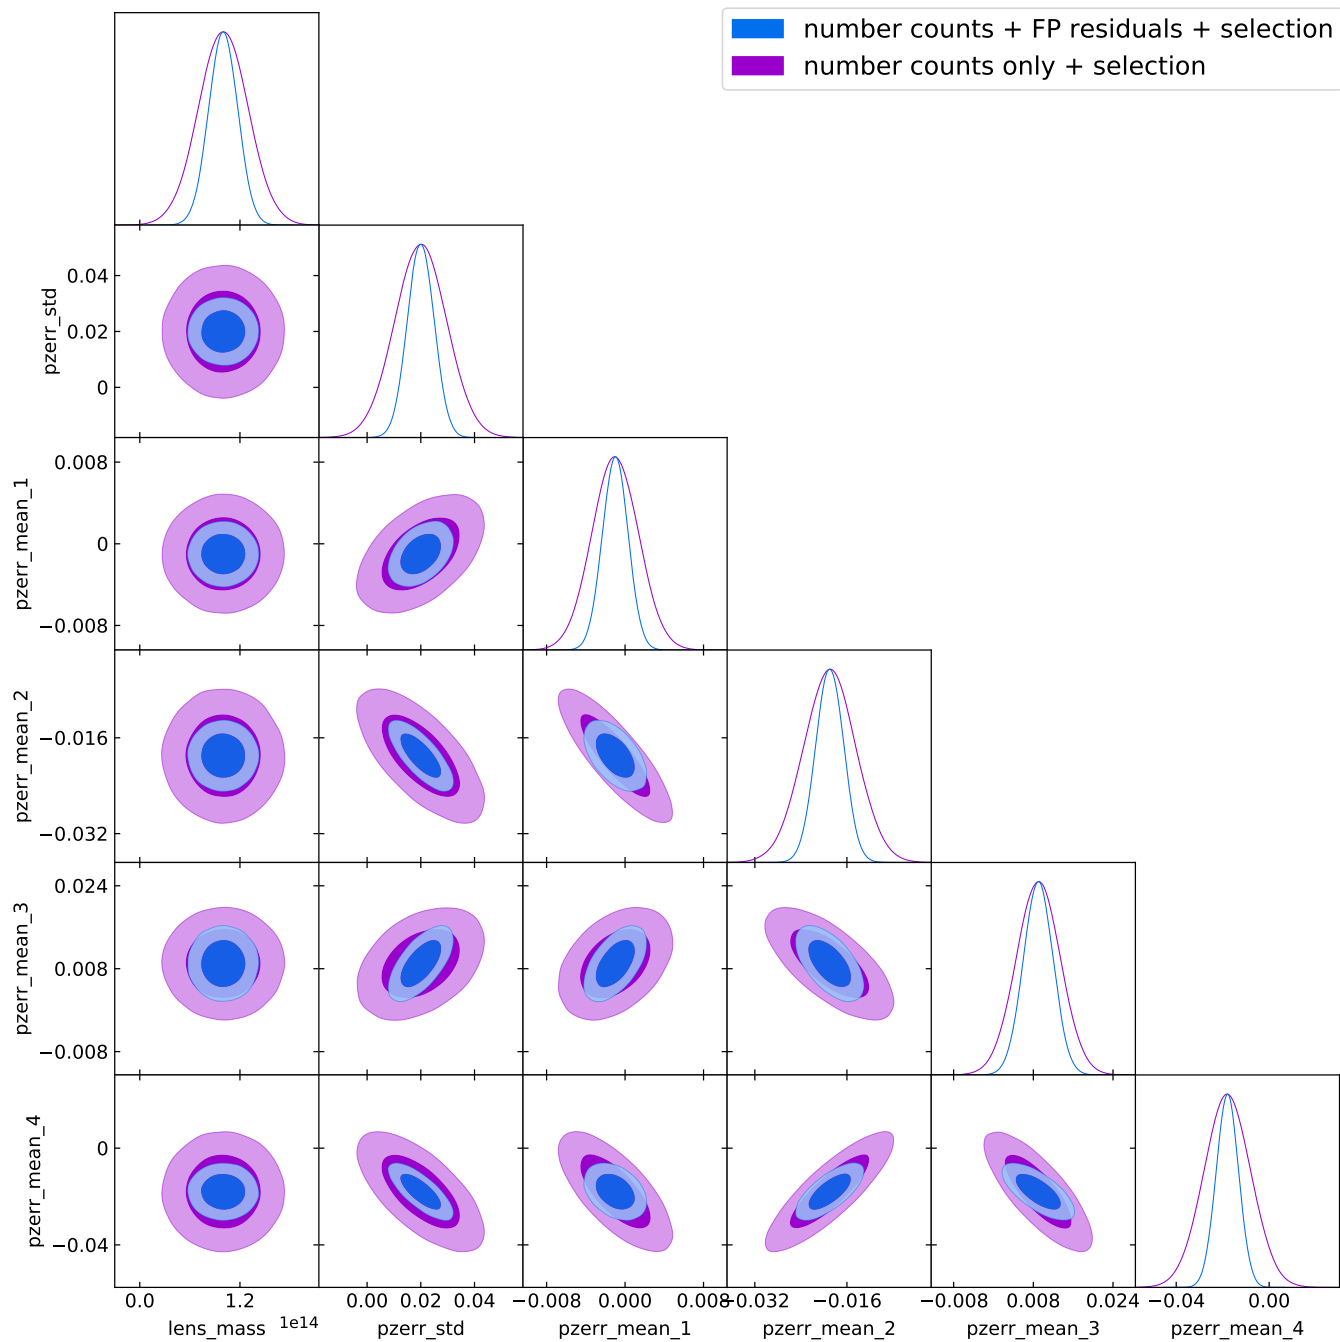 number counts + FP residuals + selection
number counts only + selection
0.04
0.02
0
pzerr_std
0.008
0
−0.008
pzerr_mean_1
−0.016
−0.032
pzerr_mean_2
0.024
0.008
−0.008
pzerr_mean_3
0
−0.04
pzerr_mean_4
0.0 1.2 0.00 0.04 −0.008 0.000 0.008 −0.032 −0.016 −0.008 0.008 0.024 −0.04 0.00
lens_mass 1e14 pzerr_std pzerr_mean_1 pzerr_mean_2 pzerr_mean_3 pzerr_mean_4